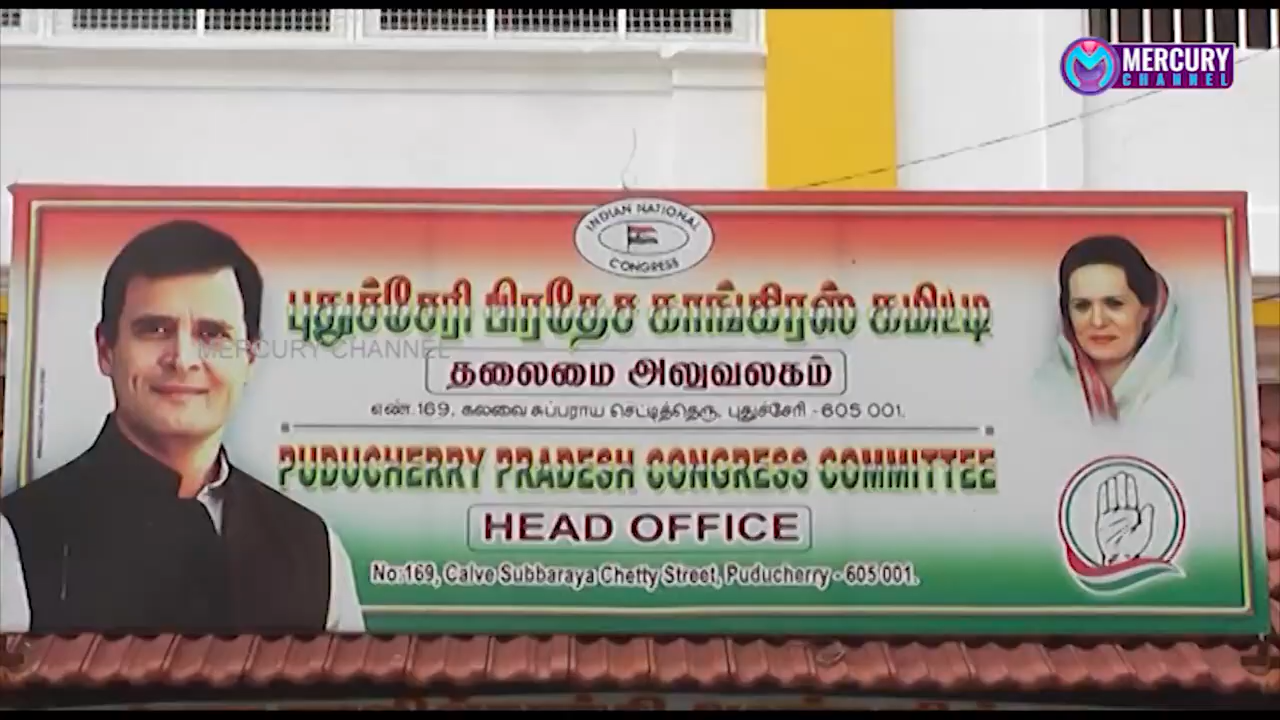 MERCURY
CHANNEL
INDIAN NATIONAL
CONGRESS
புதுச்சேரி பிரதேச காங்கிரஸ் கமிட்டி
MERCURY CHANNEL
தலைமை அலுவலகம்
எண்.169, கலவை சுப்பராய செட்டித்தெரு, புதுச்சேரி - 605 001.
PUDUCHERRY PRADESH CONGRESS COMMITTEE
HEAD OFFICE
No:169, Calve Subbaraya Chetty Street, Puducherry - 605 001.